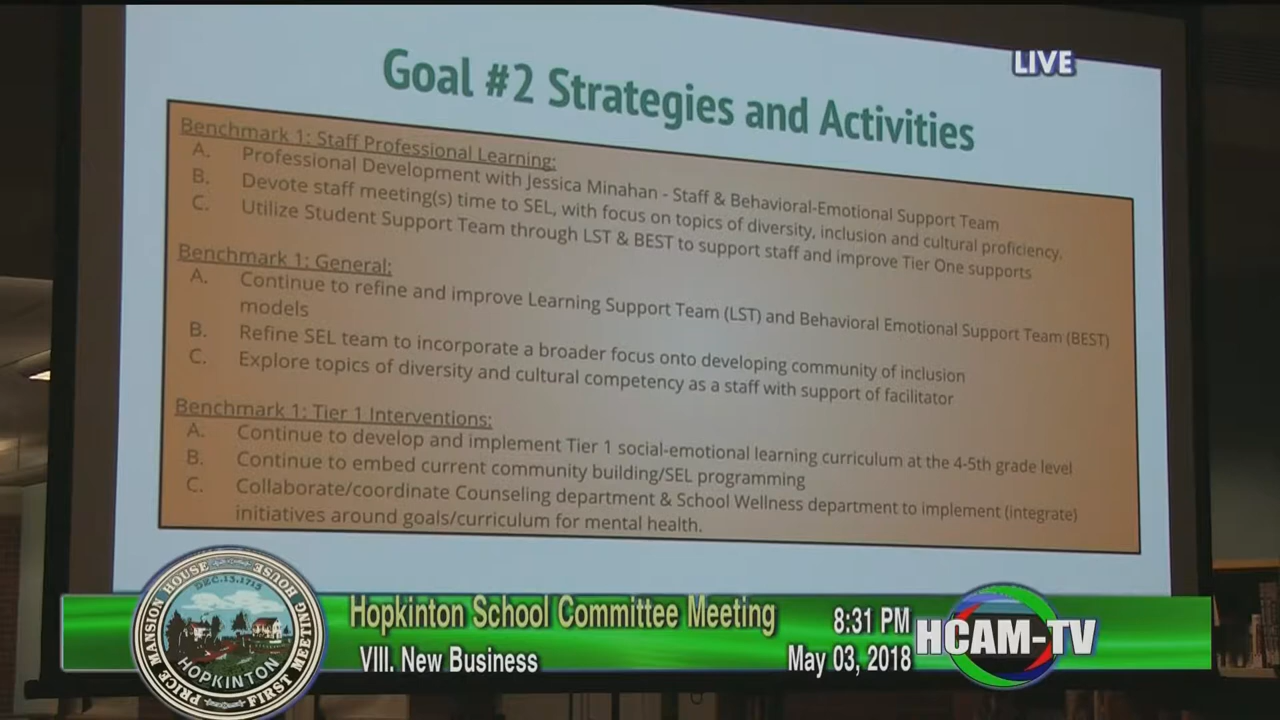 LIVE
Goal #2 Strategies and Activities
Benchmark 1: Staff Professional Learning:
A. Professional Development with Jessica Minahan - Staff & Behavioral-Emotional Support Team
B. Devote staff meeting(s) time to SEL, with focus on topics of diversity, inclusion and cultural proficiency.
C. Utilize Student Support Team through LST & BEST to support staff and improve Tier One supports
Benchmark 1: General:
A. Continue to refine and improve Learning Support Team (LST) and Behavioral Emotional Support Team (BEST)
models
B. Refine SEL team to incorporate a broader focus onto developing community of inclusion
C. Explore topics of diversity and cultural competency as a staff with support of facilitator
Benchmark 1: Tier 1 Interventions:
A. Continue to develop and implement Tier 1 social-emotional learning curriculum at the 4-5th grade level
B. Continue to embed current community building/SEL programming
C. Collaborate/coordinate Counseling department & School Wellness department to implement (integrate)
initiatives around goals/curriculum for mental health.
PRICE MANSION HOUSE
FIRST MEETING HOUSE
DEC.13.1715
HOPKINTON
Hopkinton School Committee Meeting
VIII. New Business
8:31 PM
May 03, 2018
HCAM-TV